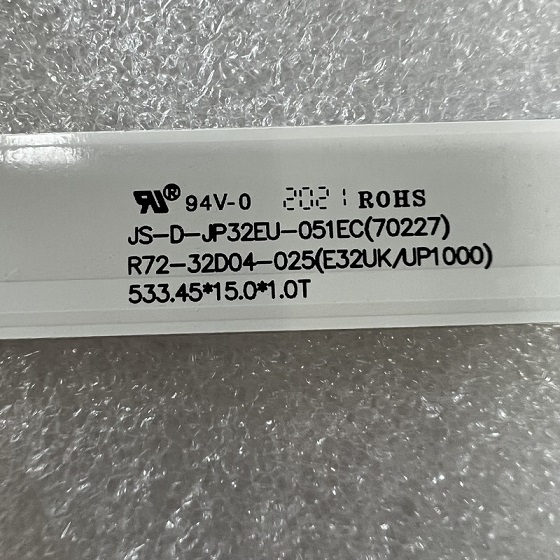 RU® 94V-0 2021 ROHS
JS-D-JP32EU-051EC(70227)
R72-32D04-025(E32UK/UP1000)
533.45*15.0*1.0T